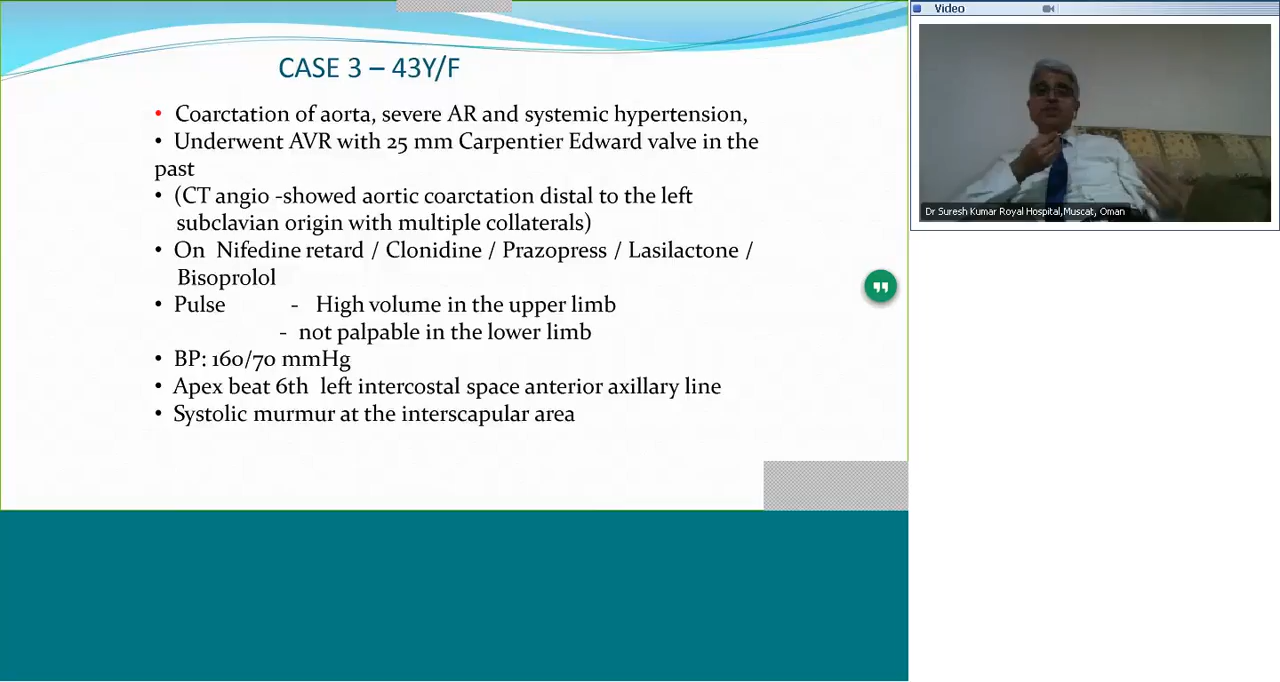 CASE 3 – 43Y/F
• Coarctation of aorta, severe AR and systemic hypertension,
• Underwent AVR with 25 mm Carpentier Edward valve in the
past
• (CT angio -showed aortic coarctation distal to the left
subclavian origin with multiple collaterals)
• On Nifedine retard / Clonidine / Prazopress / Lasilactone /
Bisoprolol
• Pulse - High volume in the upper limb
- not palpable in the lower limb
• BP: 160/70 mmHg
• Apex beat 6th left intercostal space anterior axillary line
• Systolic murmur at the interscapular area
Video
Dr Suresh Kumar Royal Hospital,Muscat, Oman